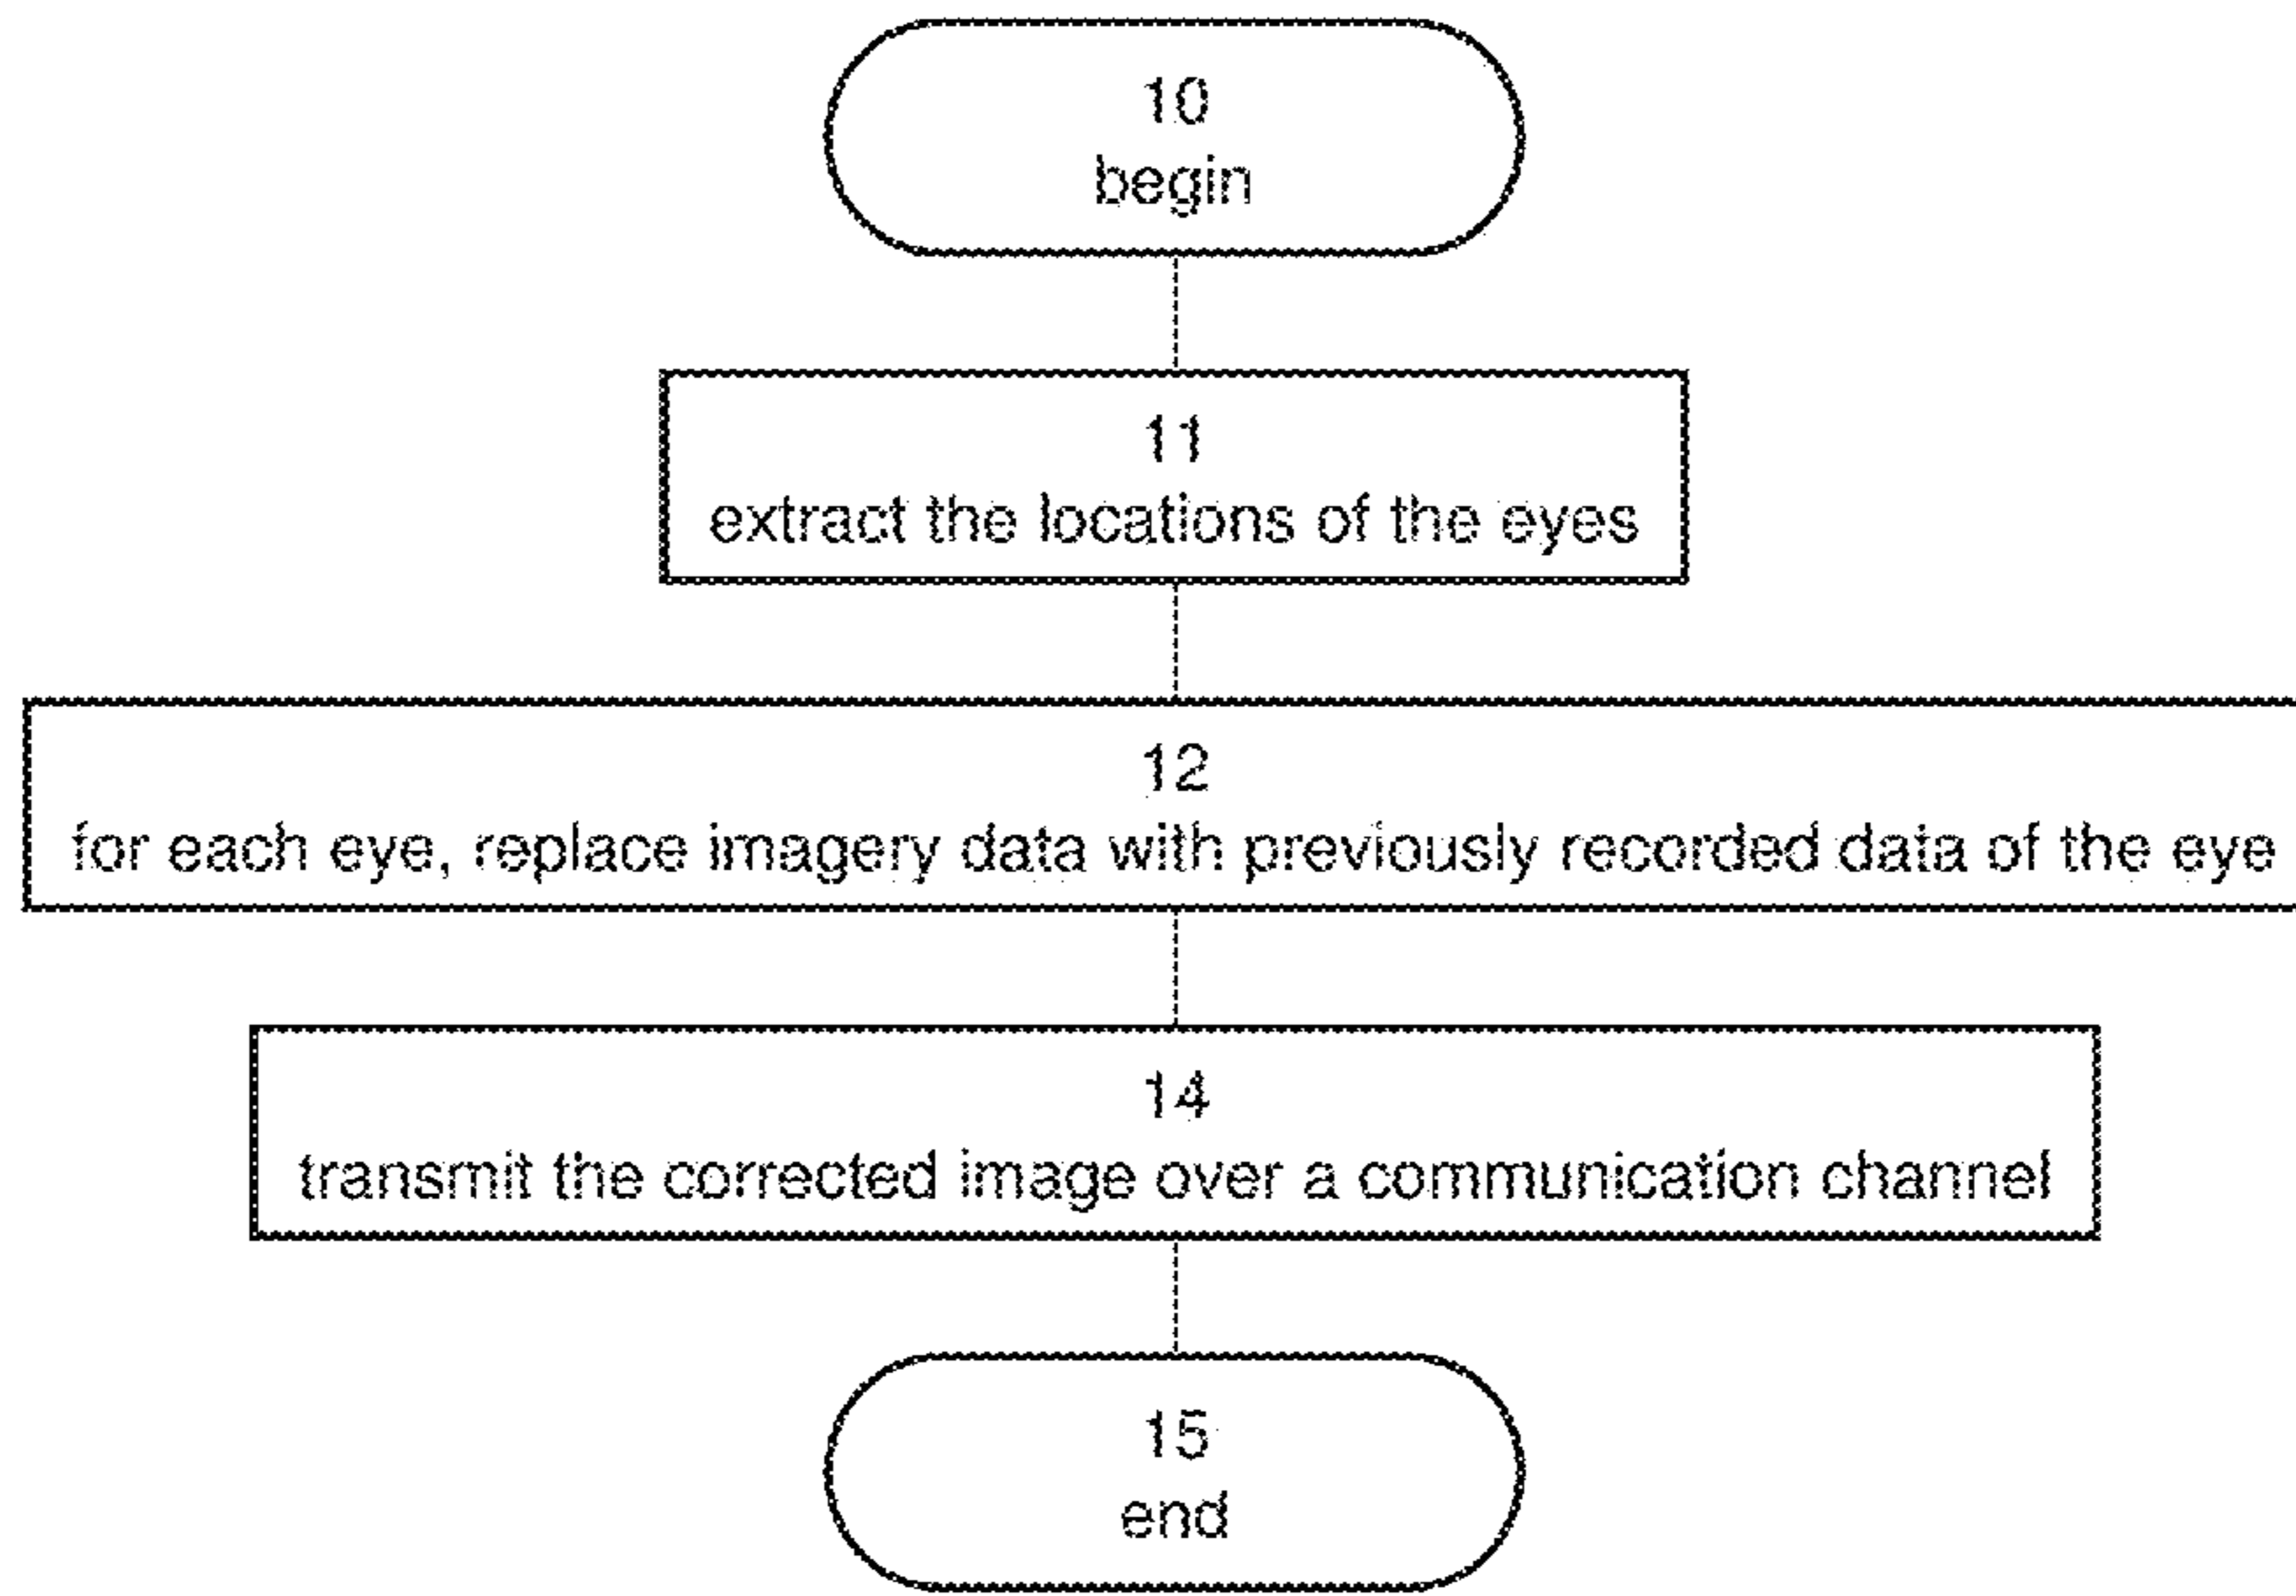 10
begin
11
extract the locations of the eyes
12
for each eye, replace imagery data with previously recorded data of the eye
14
transmit the corrected image over a communication channel
15
end